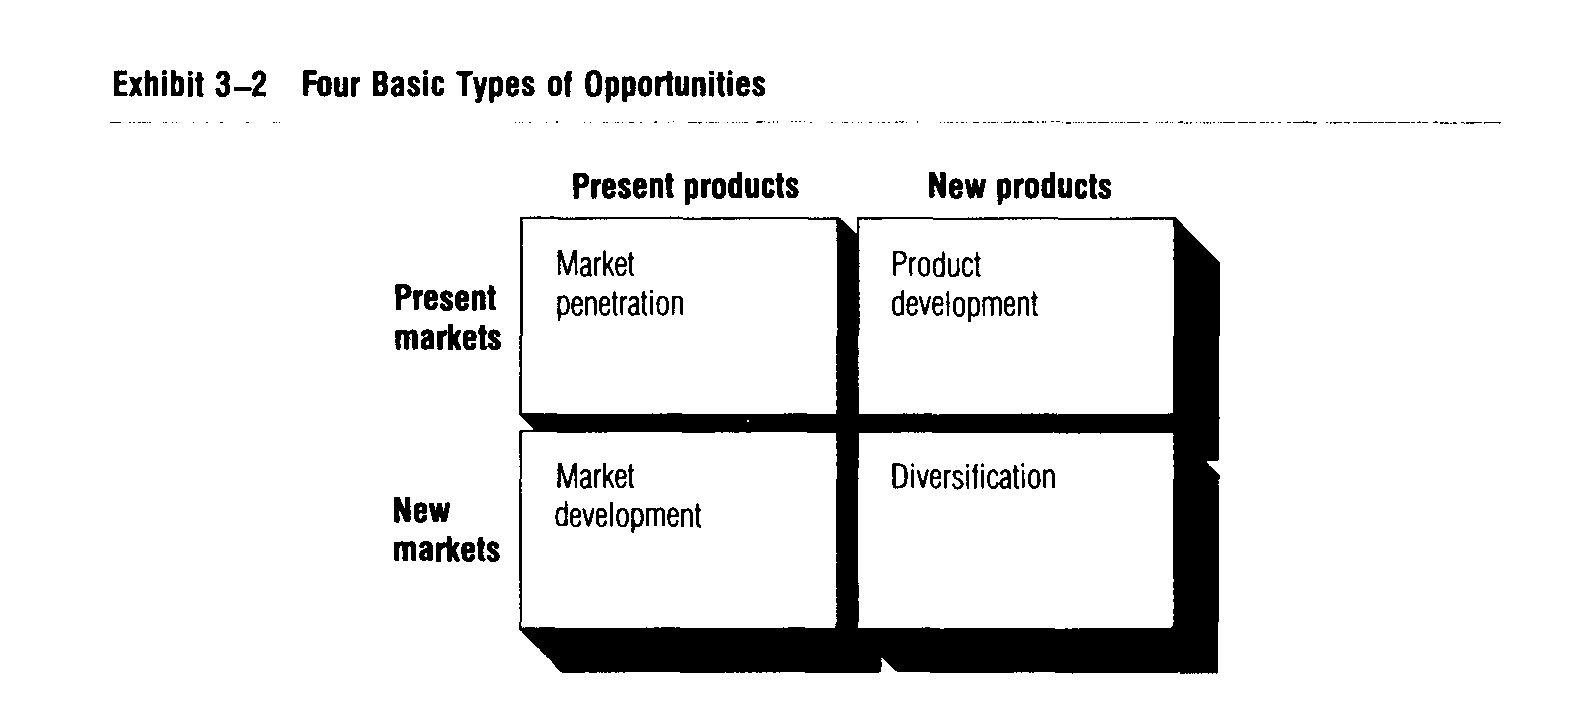 Exhibit 3–2 Four Basic Types of Opportunities
Present products
New products
Present
markets
Market
penetration
Product
development
New
markets
Market
development
Diversification